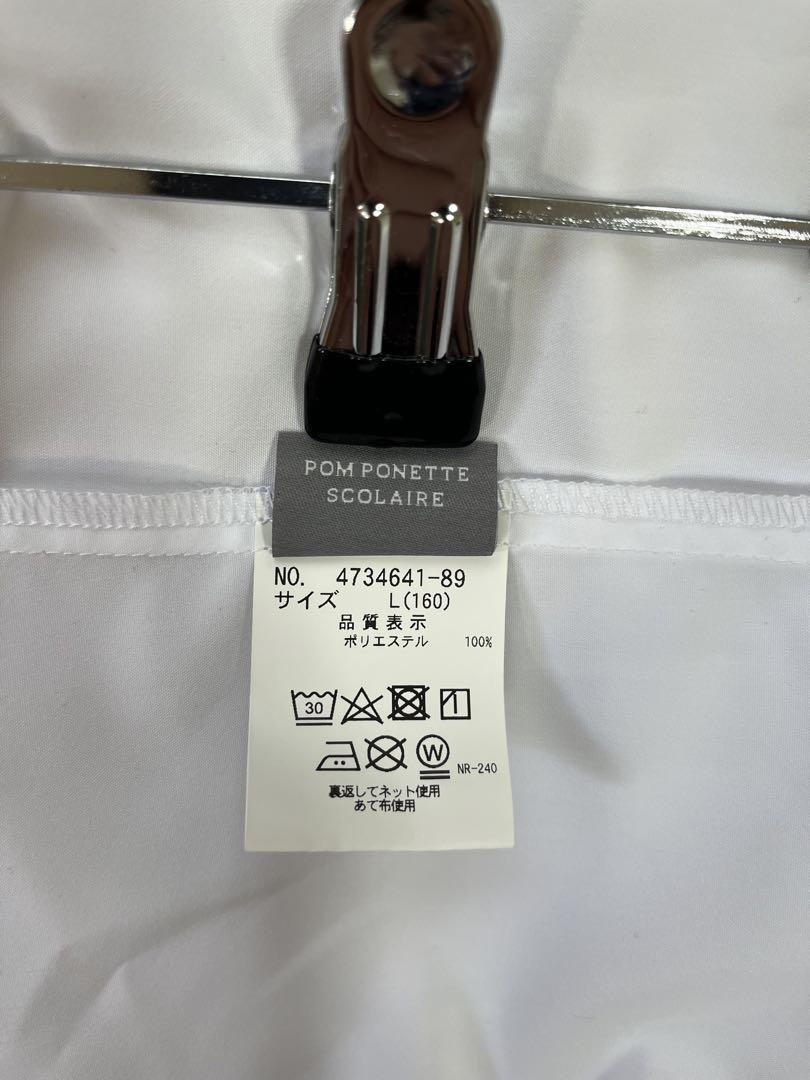 POM PONETTE
SCOLAIRE
NO. 4734641-89
サイズ L(160)
品質表示
ポリエステル 100%
30
W NR-240
裏返してネット使用
あて布使用